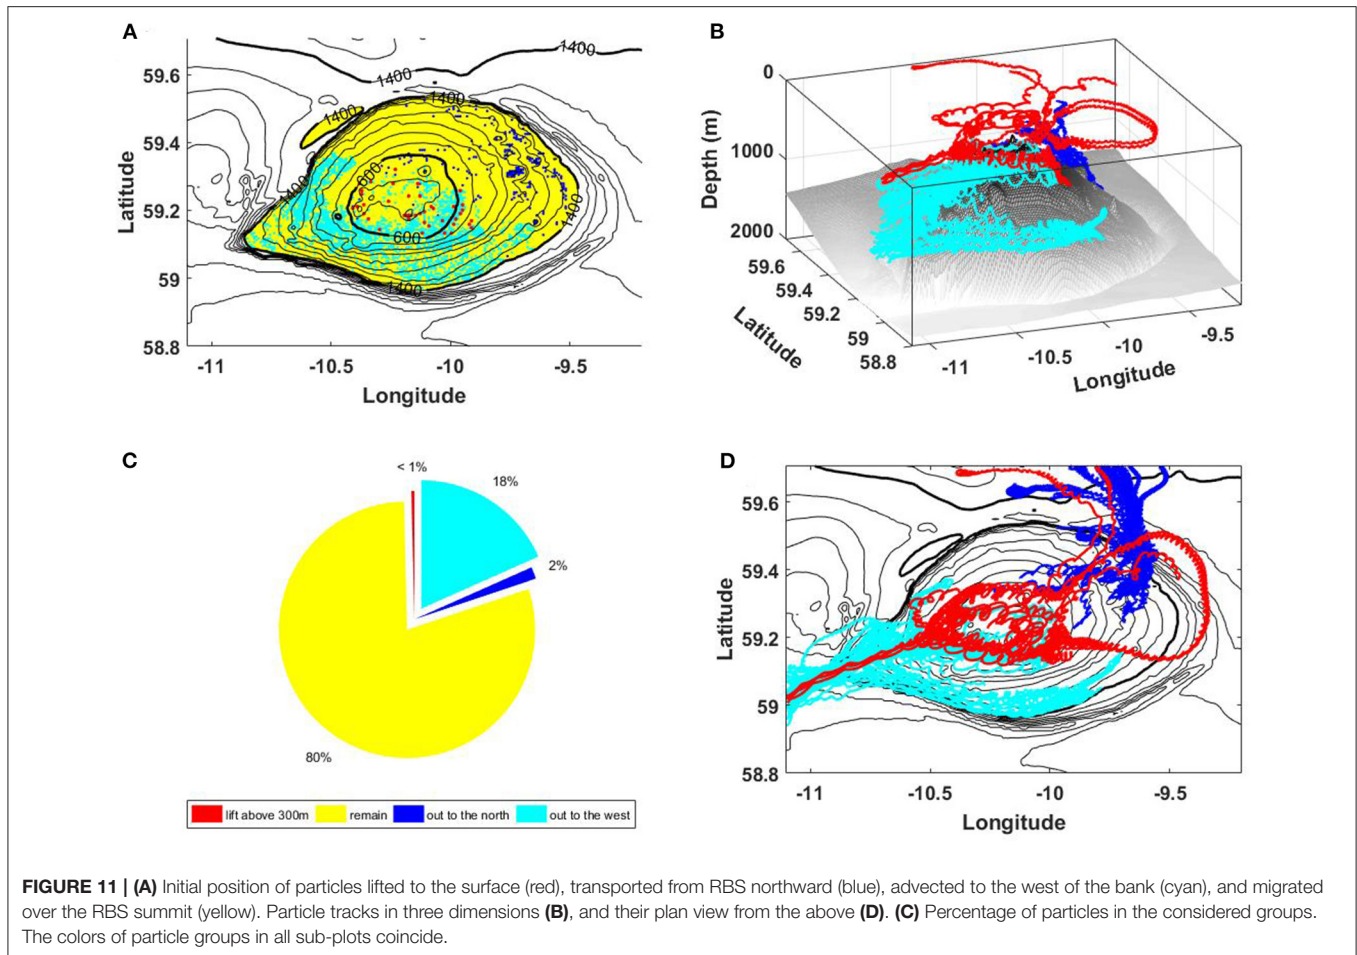 A
59.6
59.4
59.2
59
58.8
Latitude
1400
1400
1400
1400
1400
1400
1400
600
600
-11
-10.5
-10
-9.5
Longitude
B
0
1000
2000
Depth (m)
59.6
59.4
59.2
59
58.8
Latitude
-11
-10.5
-10
-9.5
Longitude
C
< 1%
18%
2%
80%
lift above 300m
remain
out to the north
out to the west
D
59.6
59.4
59.2
59
58.8
Latitude
-11
-10.5
-10
-9.5
Longitude
FIGURE 11 | (A) Initial position of particles lifted to the surface (red), transported from RBS northward (blue), advected to the west of the bank (cyan), and migrated
over the RBS summit (yellow). Particle tracks in three dimensions (B), and their plan view from the above (D). (C) Percentage of particles in the considered groups.
The colors of particle groups in all sub-plots coincide.